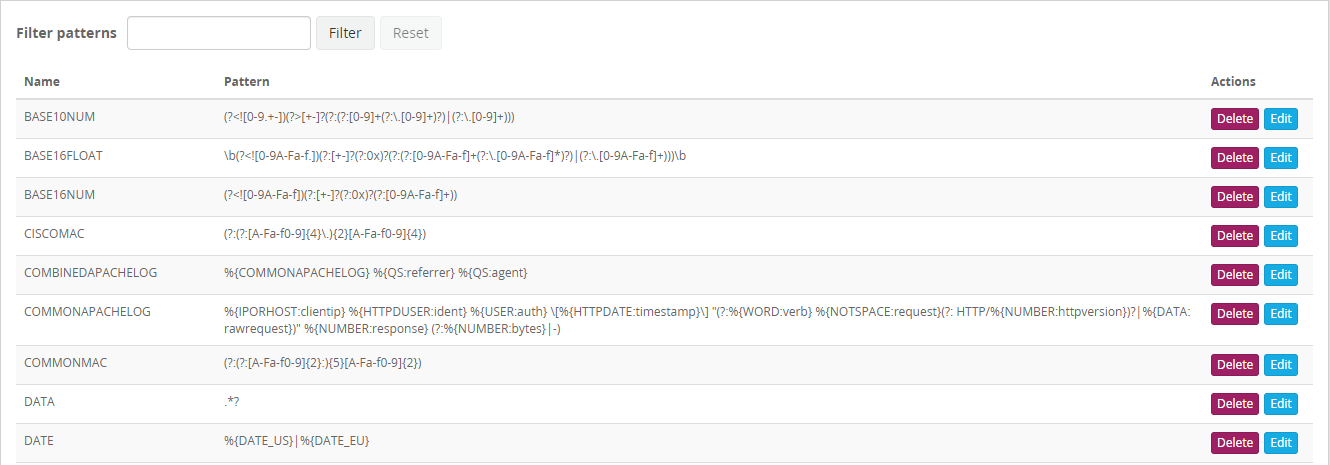 Filter patterns Filter Reset
Name Pattern Actions
BASE10NUM (?<![0-9.+-])(?>[+-]?(?:(?:[0-9]+(?:\.[0-9]+)?)|(?:\.[0-9]+))) Delete Edit
BASE16FLOAT \b(?<![0-9A-Fa-f.])(?:[+-]?(?:0x)?(?:(?:[0-9A-Fa-f]+(?:\.[0-9A-Fa-f]*)?)|(?:\.[0-9A-Fa-f]+)))\b Delete Edit
BASE16NUM (?<![0-9A-Fa-f])(?:[+-]?(?:0x)?(?:[0-9A-Fa-f]+)) Delete Edit
CISCOMAC (?:(?:[A-Fa-f0-9]{4}\.){2}[A-Fa-f0-9]{4}) Delete Edit
COMBINEDAPACHELOG %{COMMONAPACHELOG} %{QS:referrer} %{QS:agent} Delete Edit
COMMONAPACHELOG %{IPORHOST:clientip} %{HTTPDUSER:ident} %{USER:auth} \[%{HTTPDATE:timestamp}\] "(?:%{WORD:verb} %{NOTSPACE:request}(?: HTTP/%{NUMBER:httpversion})?|%{DATA: Delete Edit
rawrequest})" %{NUMBER:response} (?:%{NUMBER:bytes}|-)
COMMONMAC (?:(?:[A-Fa-f0-9]{2}:){5}[A-Fa-f0-9]{2}) Delete Edit
DATA .*? Delete Edit
DATE %{DATE_US}|%{DATE_EU} Delete Edit